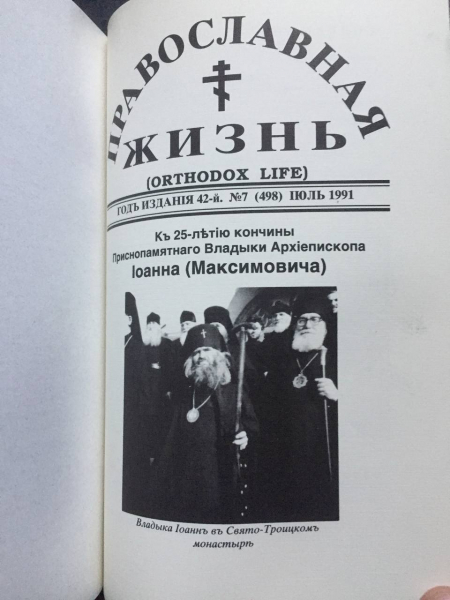 ПРАВОСЛАВНАЯ
ЖИЗНЬ
(ORTHODOX LIFE)
ГОДЪ ИЗДАНІЯ 42-й. №7 (498) ІЮЛЬ 1991
Къ 25-лѣтію кончины
Приснопамятнаго Владыки Архіепископа
Іоанна (Максимовича)
Владыка Іоаннъ въ Свято-Троицкомъ
монастырѣ